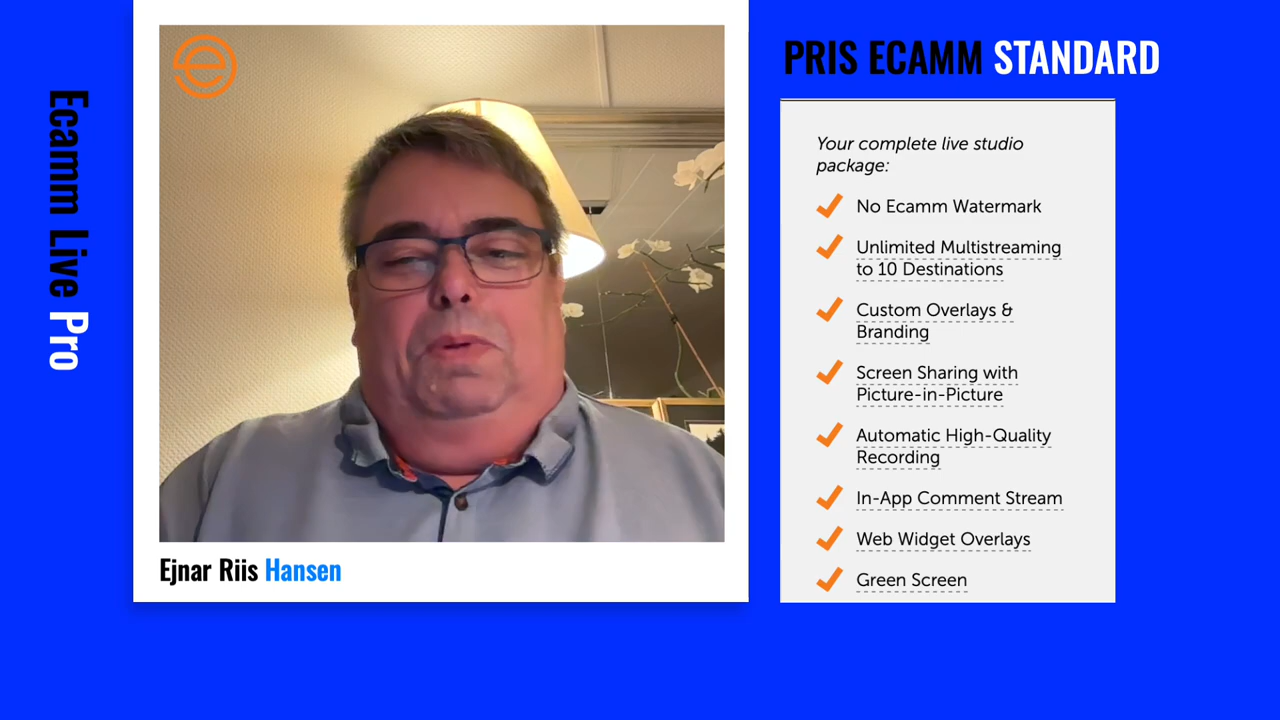 Ecamm Live Pro
Ejnar Riis Hansen
PRIS ECAMM STANDARD
Your complete live studio
package:
No Ecamm Watermark
Unlimited Multistreaming
to 10 Destinations
Custom Overlays &
Branding
Screen Sharing with
Picture-in-Picture
Automatic High-Quality
Recording
In-App Comment Stream
Web Widget Overlays
Green Screen